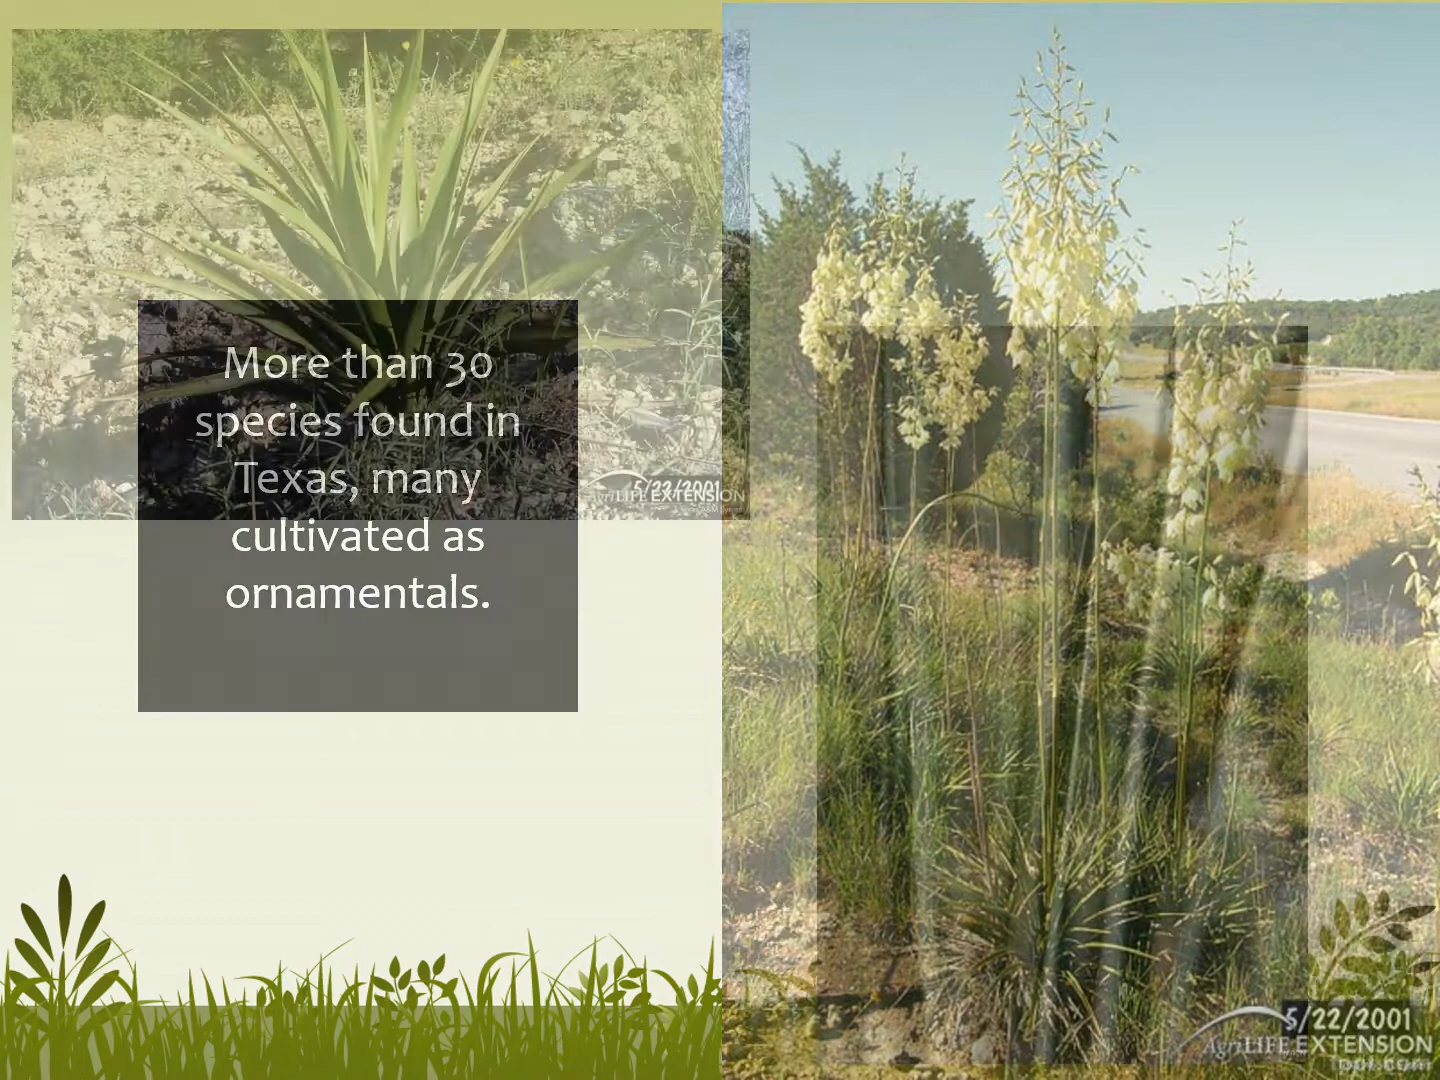 More than 30
species found in
Texas, many
cultivated as
ornamentals.
5/22/2001
AgriLIFE EXTENSION
5/22/2001
AgriLIFE EXTENSION